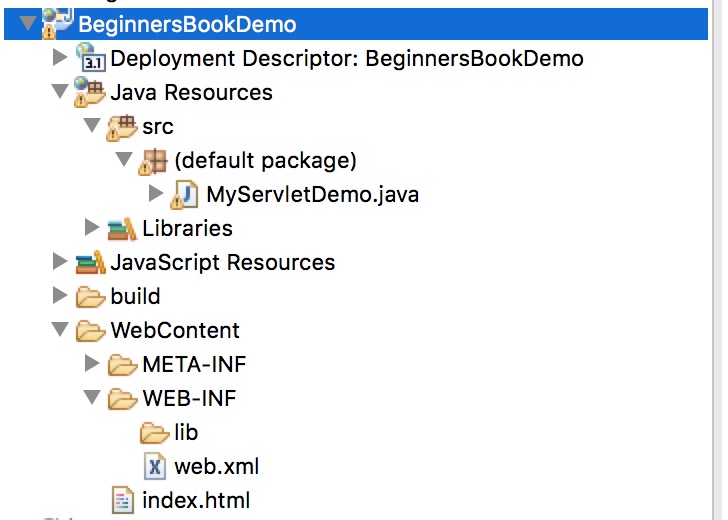 BeginnersBookDemo
3.1 Deployment Descriptor: BeginnersBookDemo
Java Resources
src
(default package)
J MyServletDemo.java
Libraries
JavaScript Resources
build
WebContent
META-INF
WEB-INF
lib
X web.xml
index.html